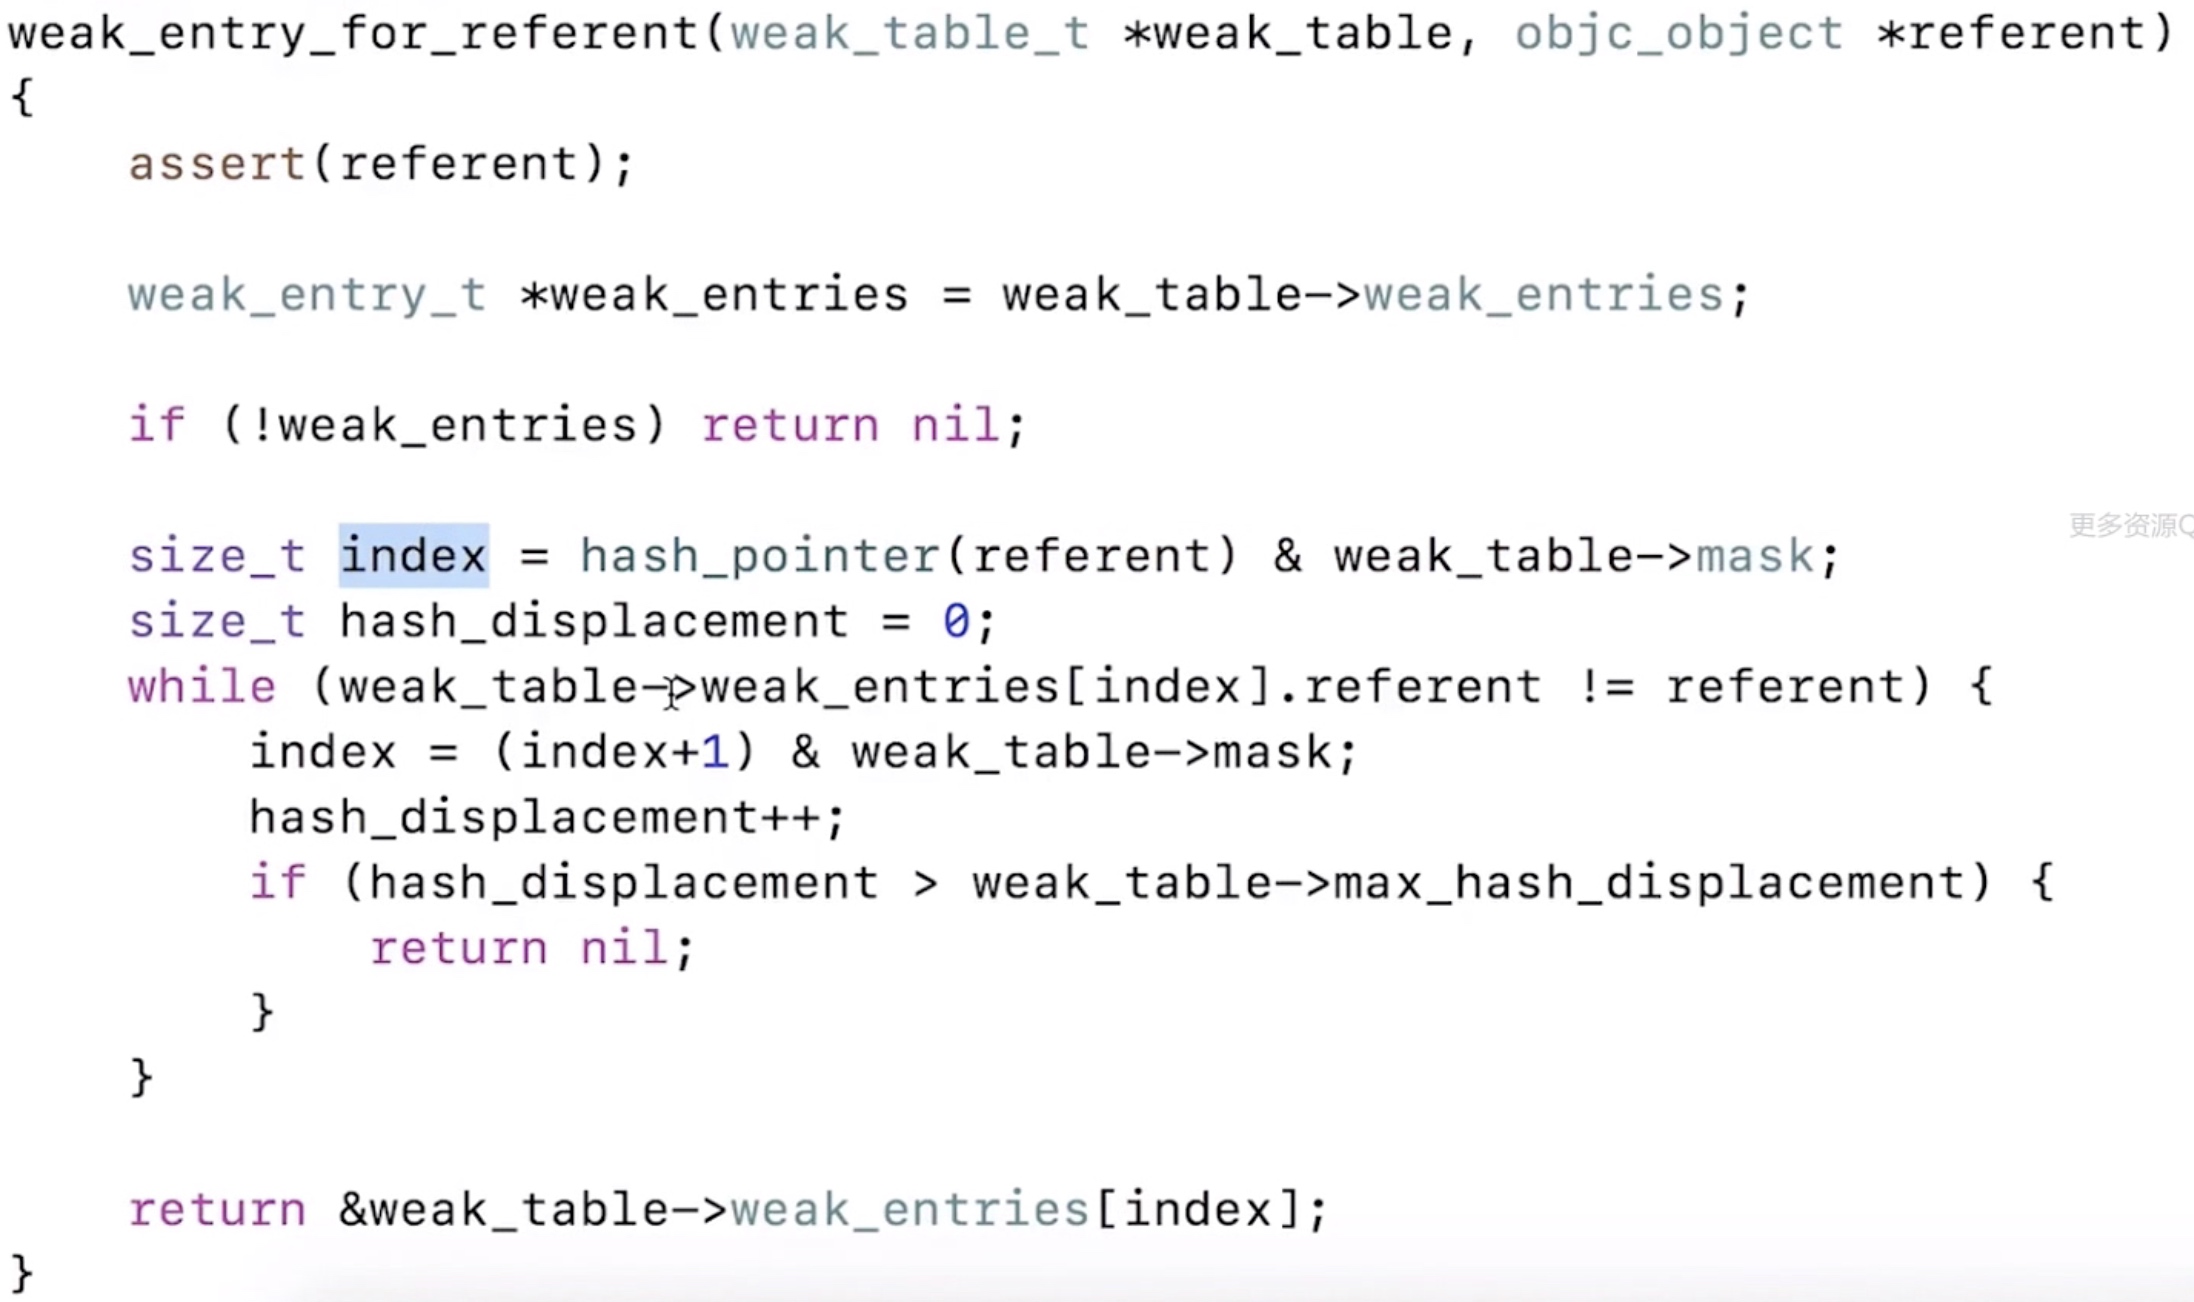 weak_entry_for_referent(weak_table_t *weak_table, objc_object *referent)
{
    assert(referent);

    weak_entry_t *weak_entries = weak_table->weak_entries;

    if (!weak_entries) return nil;

    size_t index = hash_pointer(referent) & weak_table->mask;
更多资源Q
    size_t hash_displacement = 0;
    while (weak_table->weak_entries[index].referent != referent) {
        index = (index+1) & weak_table->mask;
        hash_displacement++;
        if (hash_displacement > weak_table->max_hash_displacement) {
            return nil;
        }
    }

    return &weak_table->weak_entries[index];
}